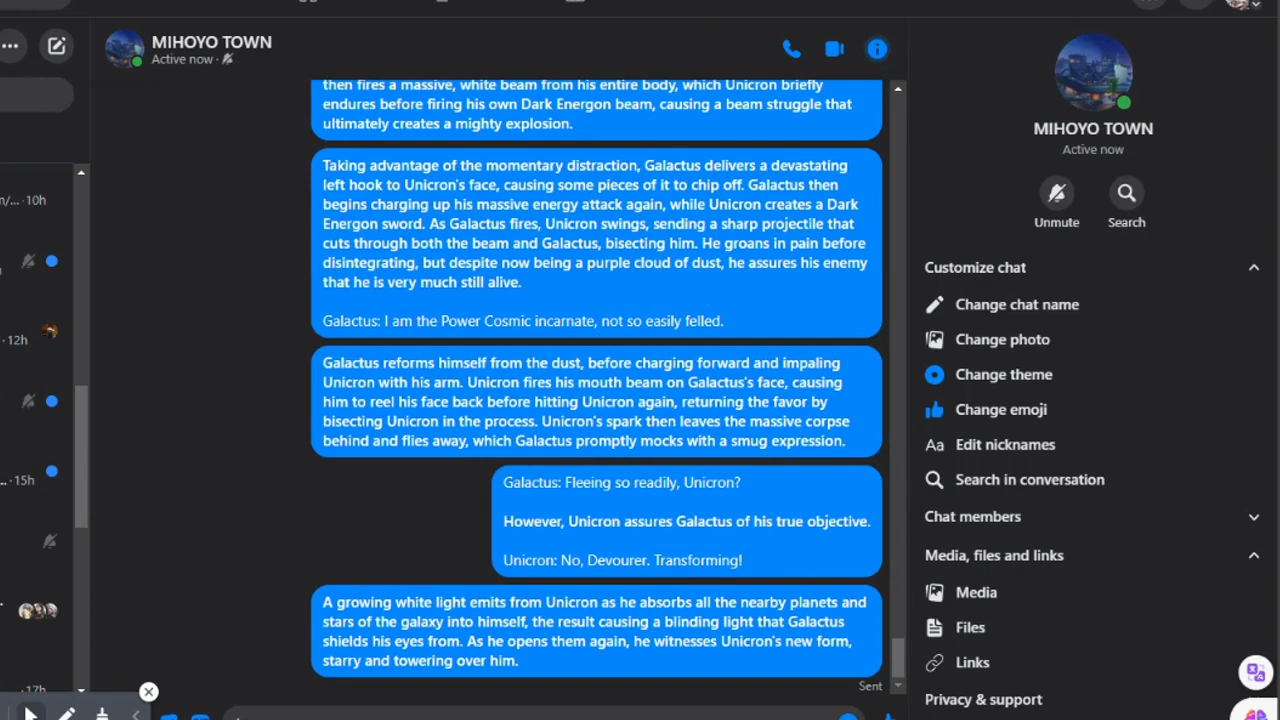 MIHOYO TOWN
Active now ·
then fires a massive, white beam from his entire body, which Unicron briefly
endures before firing his own Dark Energon beam, causing a beam struggle that
ultimately creates a mighty explosion.
Taking advantage of the momentary distraction, Galactus delivers a devastating
left hook to Unicron's face, causing some pieces of it to chip off. Galactus then
begins charging up his massive energy attack again, while Unicron creates a Dark
Energon sword. As Galactus fires, Unicron swings, sending a sharp projectile that
cuts through both the beam and Galactus, bisecting him. He groans in pain before
disintegrating, but despite now being a purple cloud of dust, he assures his enemy
that he is very much still alive.
Galactus: I am the Power Cosmic incarnate, not so easily felled.
Galactus reforms himself from the dust, before charging forward and impaling
Unicron with his arm. Unicron fires his mouth beam on Galactus's face, causing
him to reel his face back before hitting Unicron again, returning the favor by
bisecting Unicron in the process. Unicron's spark then leaves the massive corpse
behind and flies away, which Galactus promptly mocks with a smug expression.
Galactus: Fleeing so readily, Unicron?
However, Unicron assures Galactus of his true objective.
Unicron: No, Devourer. Transforming!
A growing white light emits from Unicron as he absorbs all the nearby planets and
stars of the galaxy into himself, the result causing a blinding light that Galactus
shields his eyes from. As he opens them again, he witnesses Unicron's new form,
starry and towering over him.
Sent
m/... · 10h
· 12h
.. · 15h
· 17h
MIHOYO TOWN
Active now
Unmute
Search
Customize chat
Change chat name
Change photo
Change theme
Change emoji
Aa Edit nicknames
Search in conversation
Chat members
Media, files and links
Media
Files
Links
Privacy & support